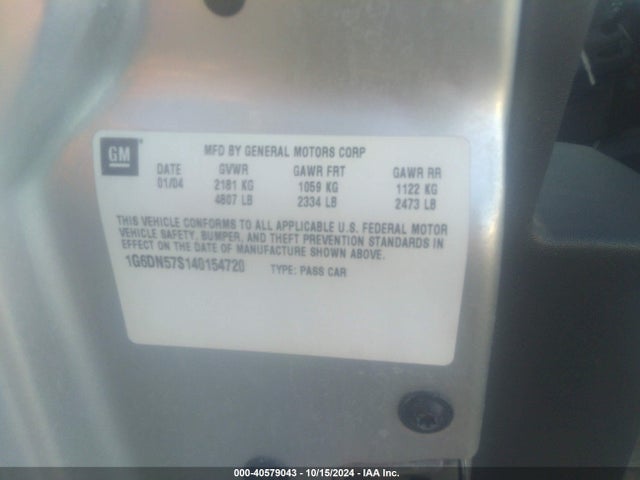 GM
MFD BY GENERAL MOTORS CORP
DATE GVWR GAWR FRT GAWR RR
01/04 2181 KG 1059 KG 1122 KG
4807 LB 2334 LB 2473 LB
THIS VEHICLE CONFORMS TO ALL APPLICABLE U.S. FEDERAL MOTOR
VEHICLE SAFETY, BUMPER, AND THEFT PREVENTION STANDARDS IN
EFFECT ON THE DATE OF MANUFACTURE SHOWN ABOVE.
1G6DN57S140154720 TYPE: PASS CAR
000-40579043 - 10/15/2024 - IAA Inc.